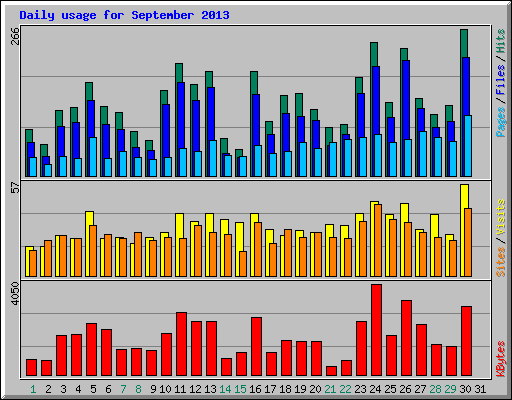 Daily usage for September 2013
266
Pages / Files / Hits
57
Sites / Visits
4050
KBytes
1 2 3 4 5 6 7 8 9 10 11 12 13 14 15 16 17 18 19 20 21 22 23 24 25 26 27 28 29 30 31